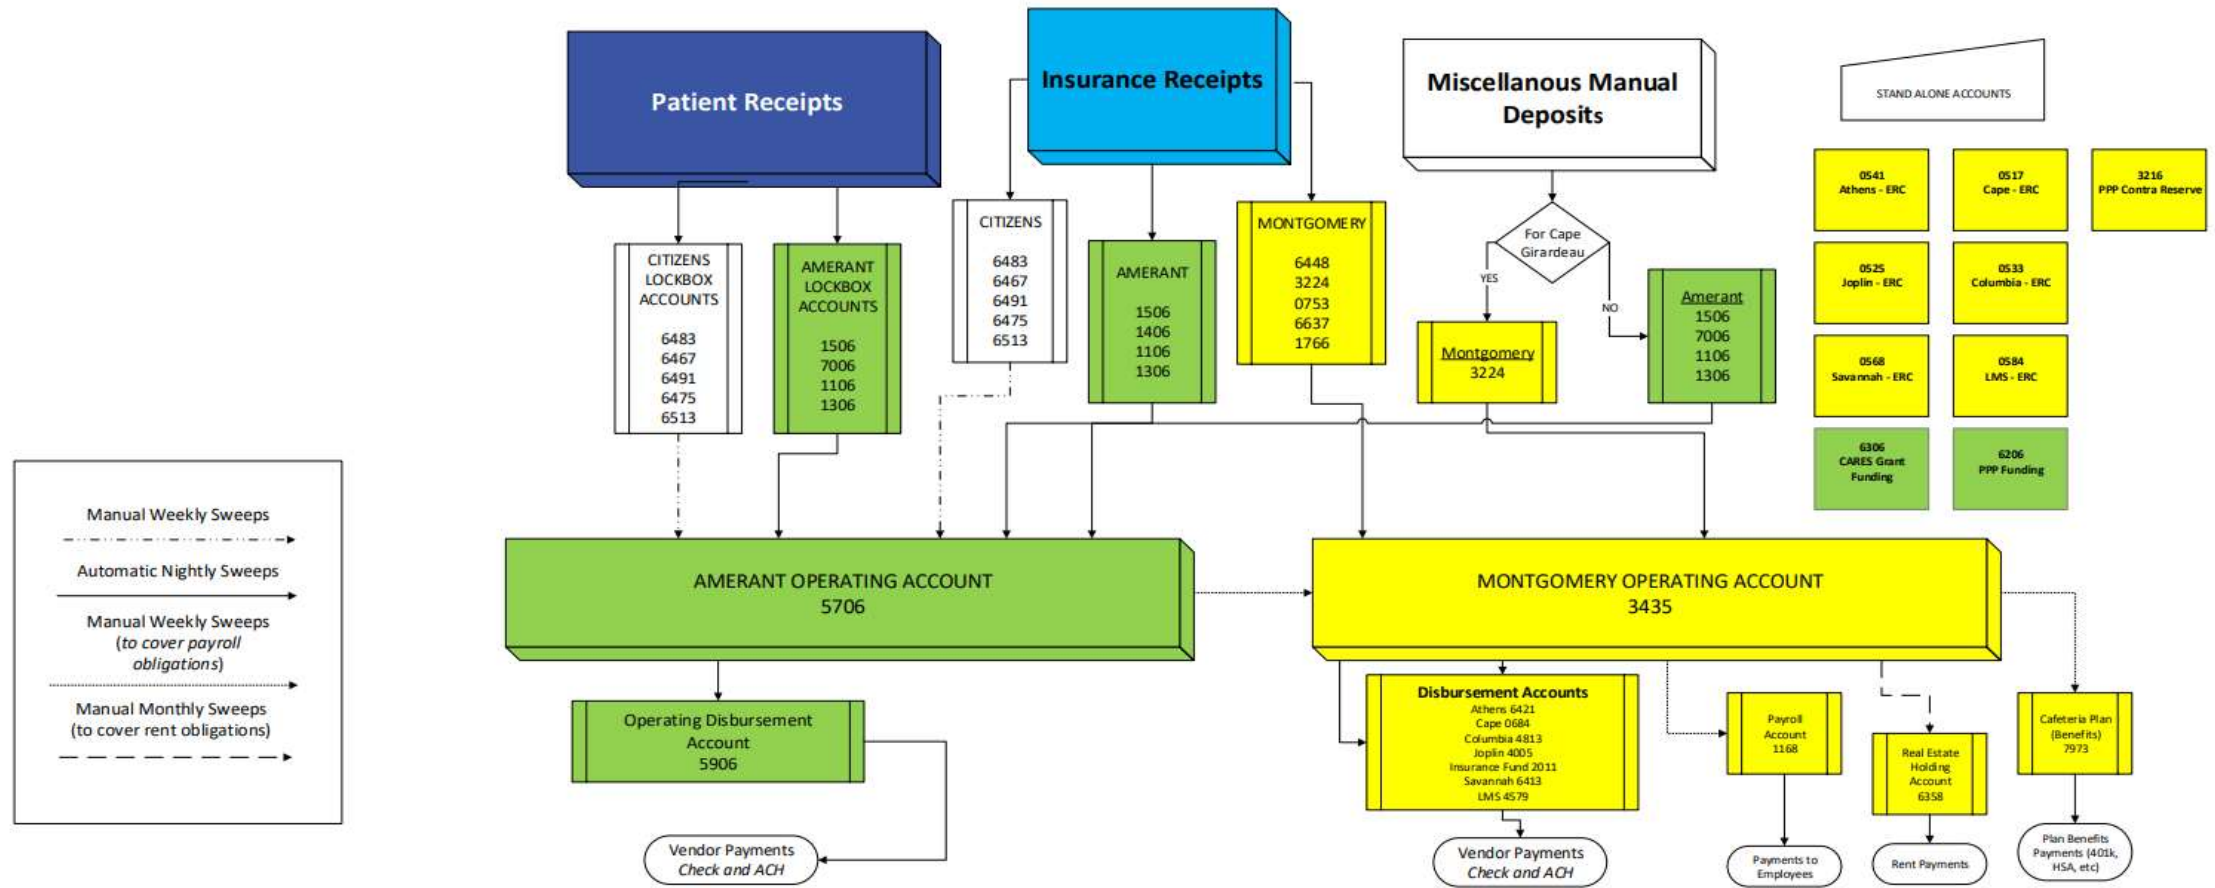 Patient Receipts
Insurance Receipts
Miscellanous Manual
Deposits
STAND ALONE ACCOUNTS
0541
Athens - ERC
0517
Cape - ERC
3216
PPP Contra Reserve
0525
Joplin - ERC
0533
Columbia - ERC
0568
Savannah - ERC
0584
LMS - ERC
6306
CARES Grant
Funding
6206
PPP Funding
CITIZENS
LOCKBOX
ACCOUNTS
6483
6467
6491
6475
6513
AMERANT
LOCKBOX
ACCOUNTS
1506
7006
1106
1306
CITIZENS
6483
6467
6491
6475
6513
AMERANT
1506
1406
1106
1306
MONTGOMERY
6448
3224
0753
6637
1766
For Cape
Girardeau
YES
NO
Montgomery
3224
Amerant
1506
7006
1106
1306
Manual Weekly Sweeps
Automatic Nightly Sweeps
Manual Weekly Sweeps
(to cover payroll
obligations)
Manual Monthly Sweeps
(to cover rent obligations)
AMERANT OPERATING ACCOUNT
5706
MONTGOMERY OPERATING ACCOUNT
3435
Operating Disbursement
Account
5906
Vendor Payments
Check and ACH
Disbursement Accounts
Athens 6421
Cape 0684
Columbia 4813
Joplin 4005
Insurance Fund 2011
Savannah 6413
LMS 4579
Vendor Payments
Check and ACH
Payroll
Account
1168
Payments to
Employees
Real Estate
Holding
Account
6358
Rent Payments
Cafeteria Plan
(Benefits)
7973
Plan Benefits
Payments (401k,
HSA, etc)